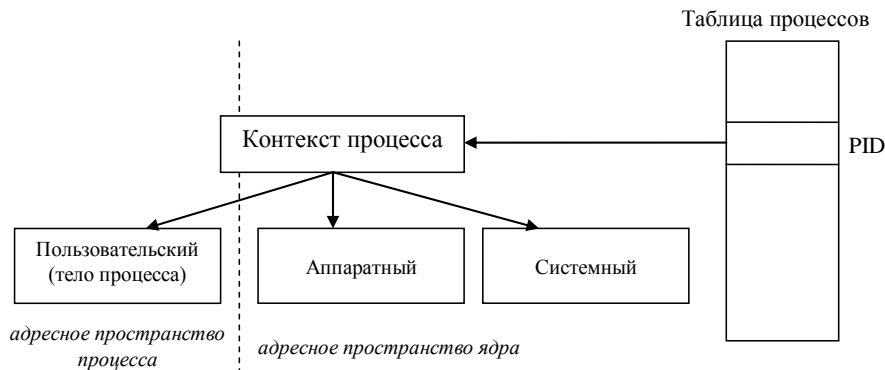 Таблица процессов
Контекст процесса
PID
Пользовательский
(тело процесса)
Аппаратный
Системный
адресное пространство
процесса
адресное пространство ядра